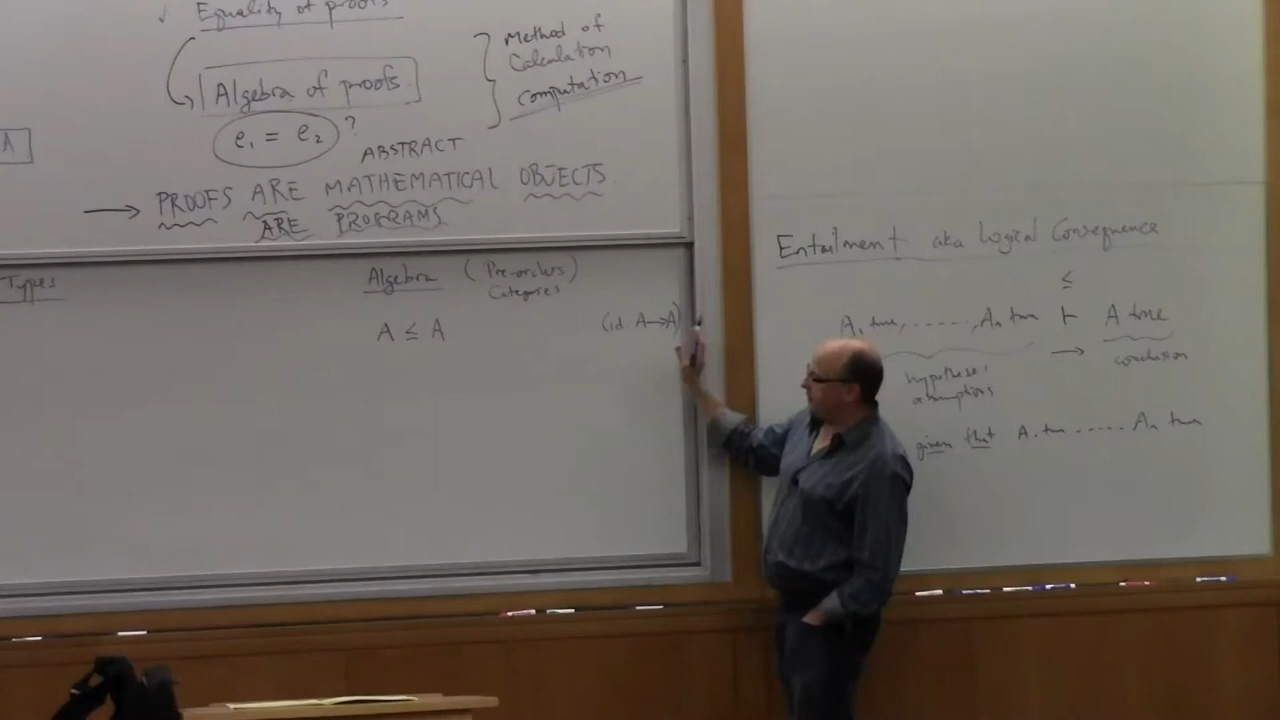 ✓ Equality of proofs
Algebra of proofs
e₁ = e₂ ?
Method of
Calculation
Computation
A
ABSTRACT
→ PROOFS ARE MATHEMATICAL OBJECTS
ARE PROGRAMS
Types
Algebra (Pre-orders)
Categories
A ≤ A
(id: A→A)
Entailment aka Logical Consequence
≤
A₁ true, ......, Aₙ true ⊢ A true
hypotheses;
assumptions
→ conclusion
given that A₁ true ..... Aₙ true